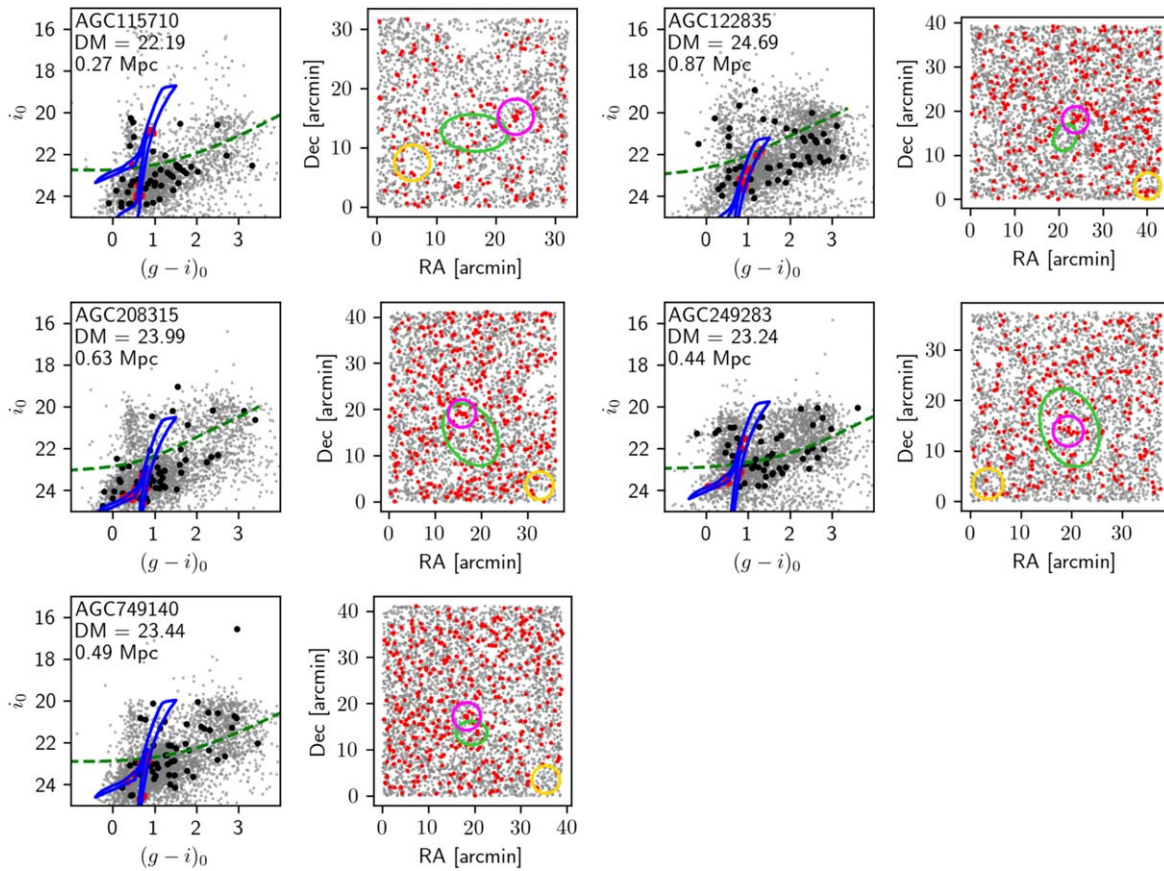 AGC115710
DM = 22.19
0.27 Mpc
16
18
20
22
24
i₀
0 1 2 3
(g − i)₀
30
20
10
0
Dec [arcmin]
0 10 20 30
RA [arcmin]
AGC122835
DM = 24.69
0.87 Mpc
16
18
20
22
24
i₀
0 1 2 3
(g − i)₀
40
30
20
10
0
Dec [arcmin]
0 10 20 30 40
RA [arcmin]
AGC208315
DM = 23.99
0.63 Mpc
16
18
20
22
24
i₀
0 1 2 3
(g − i)₀
40
30
20
10
0
Dec [arcmin]
0 10 20 30
RA [arcmin]
AGC249283
DM = 23.24
0.44 Mpc
16
18
20
22
24
i₀
0 1 2 3
(g − i)₀
30
20
10
0
Dec [arcmin]
0 10 20 30
RA [arcmin]
AGC749140
DM = 23.44
0.49 Mpc
16
18
20
22
24
i₀
0 1 2 3
(g − i)₀
40
30
20
10
0
Dec [arcmin]
0 10 20 30 40
RA [arcmin]